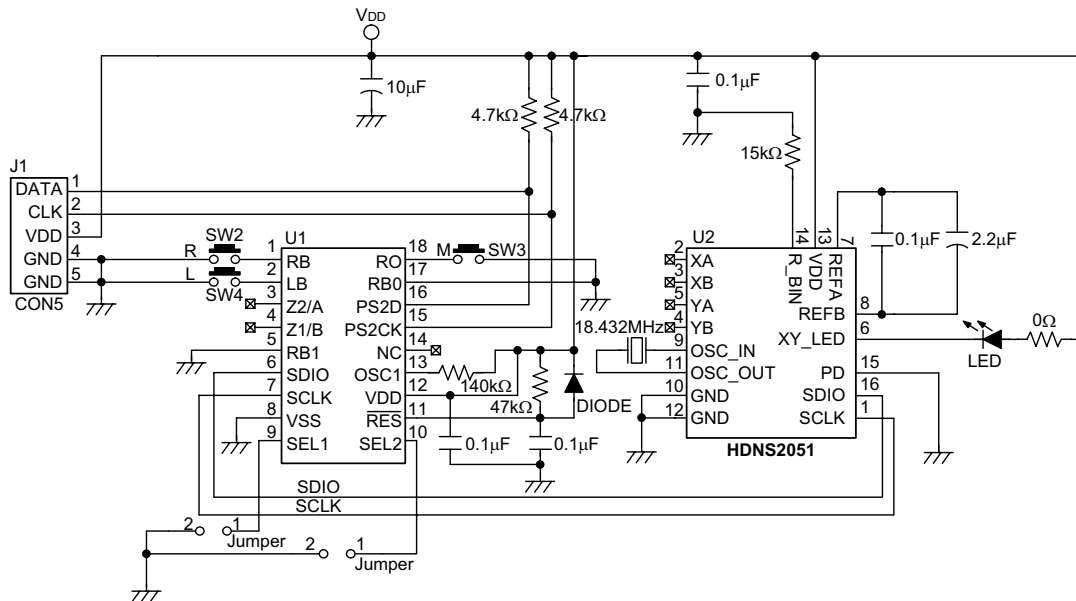 VDD
10μF
4.7kΩ
4.7kΩ
0.1μF
15kΩ
J1
DATA 1
CLK 2
VDD 3
GND 4
GND 5
CON5
R SW2
L SW4
U1
1 RB
2 LB
3 Z2/A
4 Z1/B
5 RB1
6 SDIO
7 SCLK
8 VSS
9 SEL1
RO 18
RB0 17
PS2D 16
PS2CK 15
NC 14
OSC1 13
VDD 12
RES 11
SEL2 10
M SW3
140kΩ
47kΩ
DIODE
0.1μF
0.1μF
18.432MHz
U2
2 XA
3 XB
5 YA
4 YB
9 OSC_IN
11 OSC_OUT
10 GND
12 GND
14 R_BIN
13 VDD
7 REFA
REFB 8
XY_LED 6
PD 15
SDIO 16
SCLK 1
HDNS2051
0.1μF
2.2μF
LED
0Ω
SDIO
SCLK
2 1
Jumper
2 1
Jumper